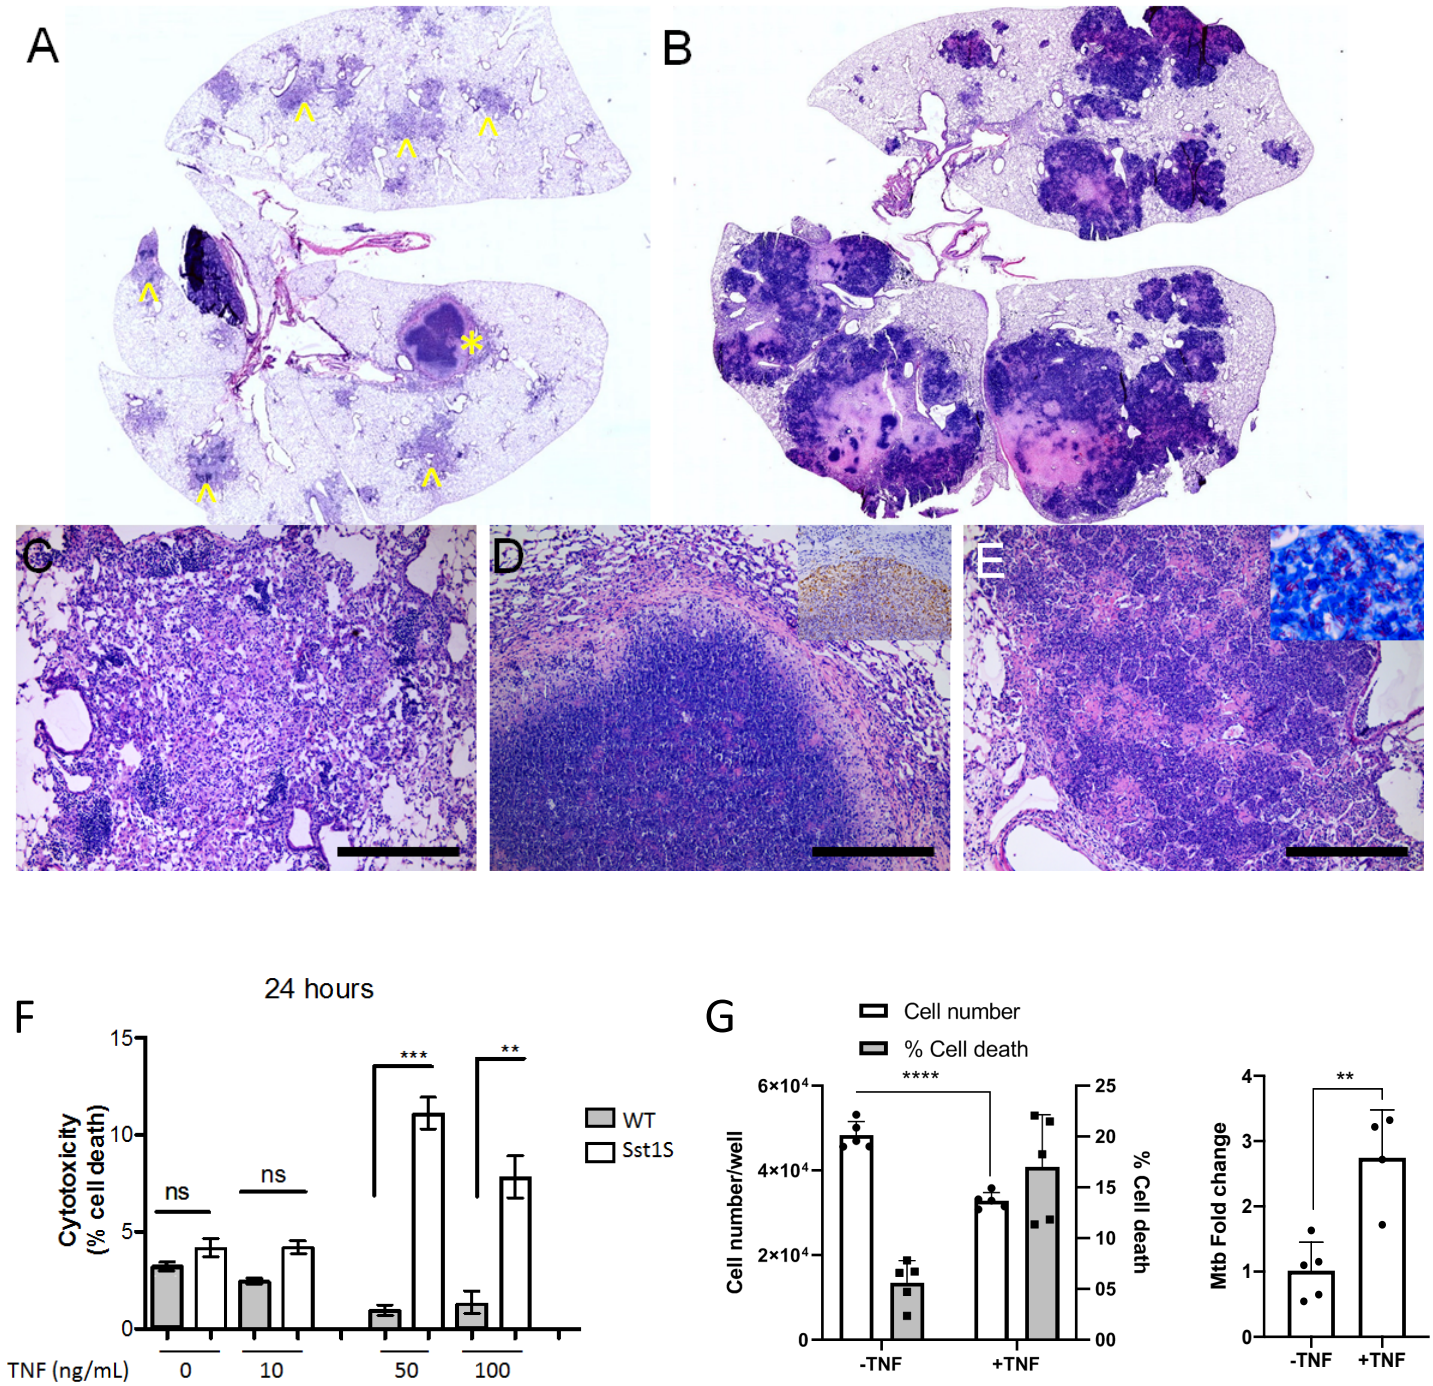 A
B
^
^
^
^
*
^
^
C
D
E
F
24 hours
Cytotoxicity
(% cell death)
15
10
5
0
ns
ns
***
**
WT
Sst1S
TNF (ng/mL)
0
10
50
100
G
Cell number
% Cell death
Cell number/well
6×10⁴
4×10⁴
2×10⁴
0
****
25
20
15
10
05
00
% Cell death
-TNF
+TNF
Mtb Fold change
4
3
2
1
0
**
-TNF
+TNF